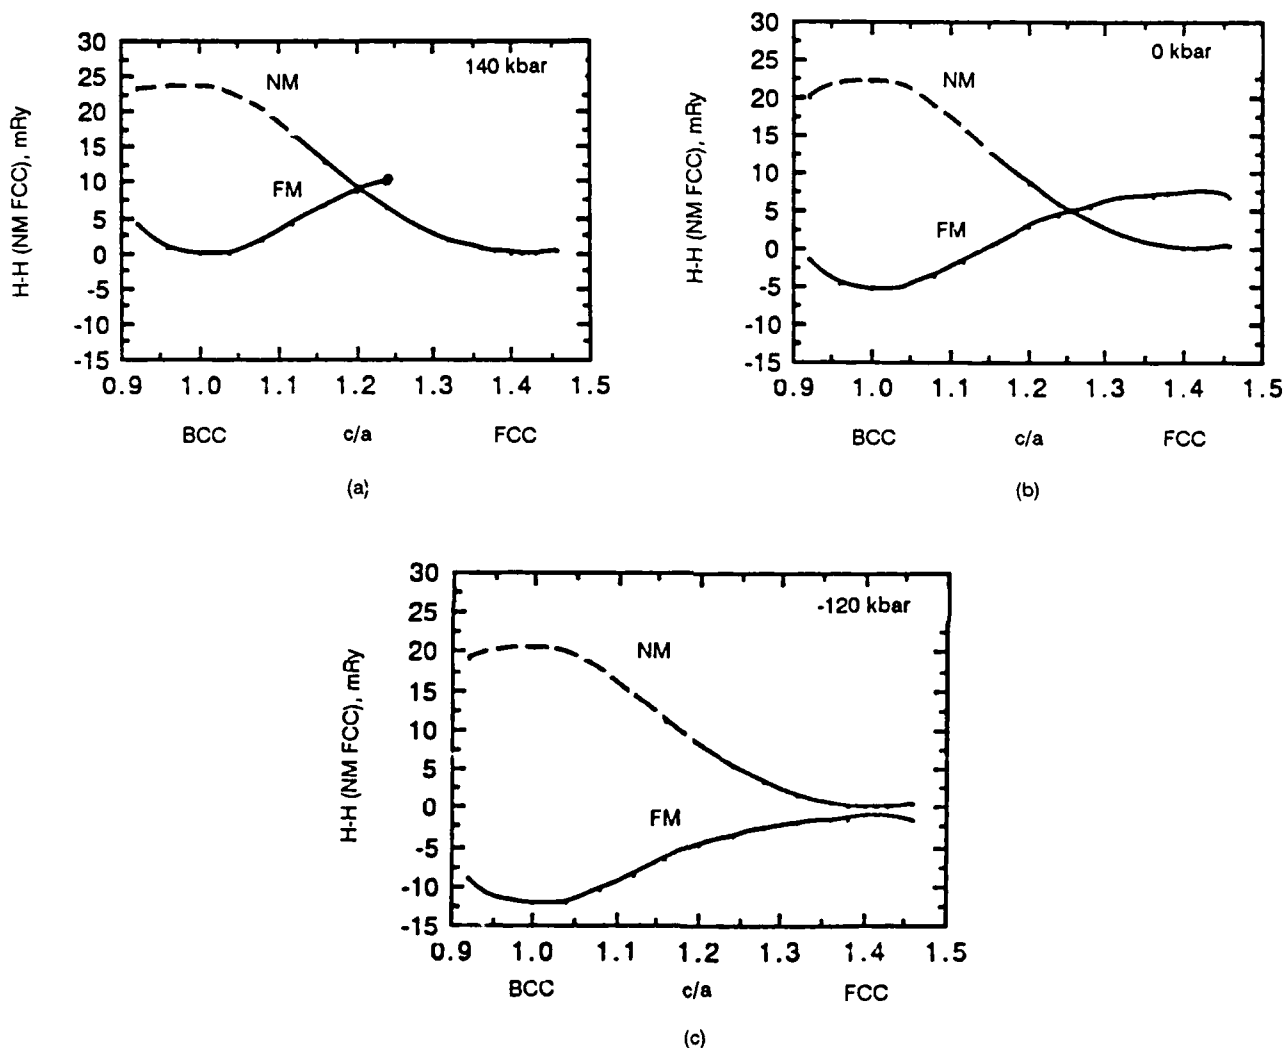 140 kbar
H-H (NM FCC), mRy
30
25
20
15
10
5
0
-5
-10
-15
NM
FM
0.9 1.0 1.1 1.2 1.3 1.4 1.5
BCC c/a FCC
(a)
0 kbar
H-H (NM FCC), mRy
30
25
20
15
10
5
0
-5
-10
-15
NM
FM
0.9 1.0 1.1 1.2 1.3 1.4 1.5
BCC c/a FCC
(b)
-120 kbar
H-H (NM FCC), mRy
30
25
20
15
10
5
0
-5
-10
-15
NM
FM
0.9 1.0 1.1 1.2 1.3 1.4 1.5
BCC c/a FCC
(c)